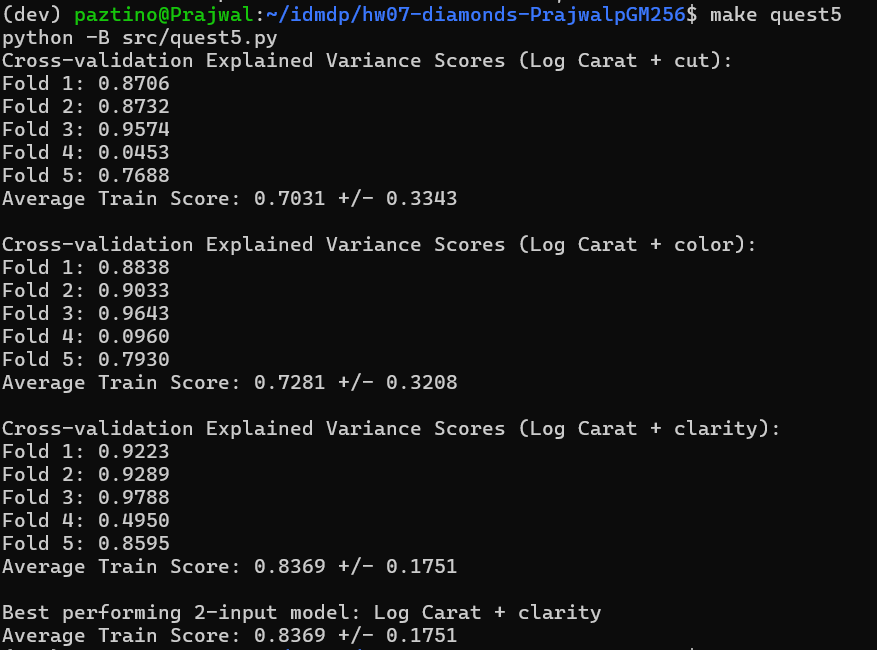 (dev) paztino@Prajwal:~/idmdp/hw07-diamonds-PrajwalpGM256$ make quest5
python -B src/quest5.py
Cross-validation Explained Variance Scores (Log Carat + cut):
Fold 1: 0.8706
Fold 2: 0.8732
Fold 3: 0.9574
Fold 4: 0.0453
Fold 5: 0.7688
Average Train Score: 0.7031 +/- 0.3343
Cross-validation Explained Variance Scores (Log Carat + color):
Fold 1: 0.8838
Fold 2: 0.9033
Fold 3: 0.9643
Fold 4: 0.0960
Fold 5: 0.7930
Average Train Score: 0.7281 +/- 0.3208
Cross-validation Explained Variance Scores (Log Carat + clarity):
Fold 1: 0.9223
Fold 2: 0.9289
Fold 3: 0.9788
Fold 4: 0.4950
Fold 5: 0.8595
Average Train Score: 0.8369 +/- 0.1751
Best performing 2-input model: Log Carat + clarity
Average Train Score: 0.8369 +/- 0.1751